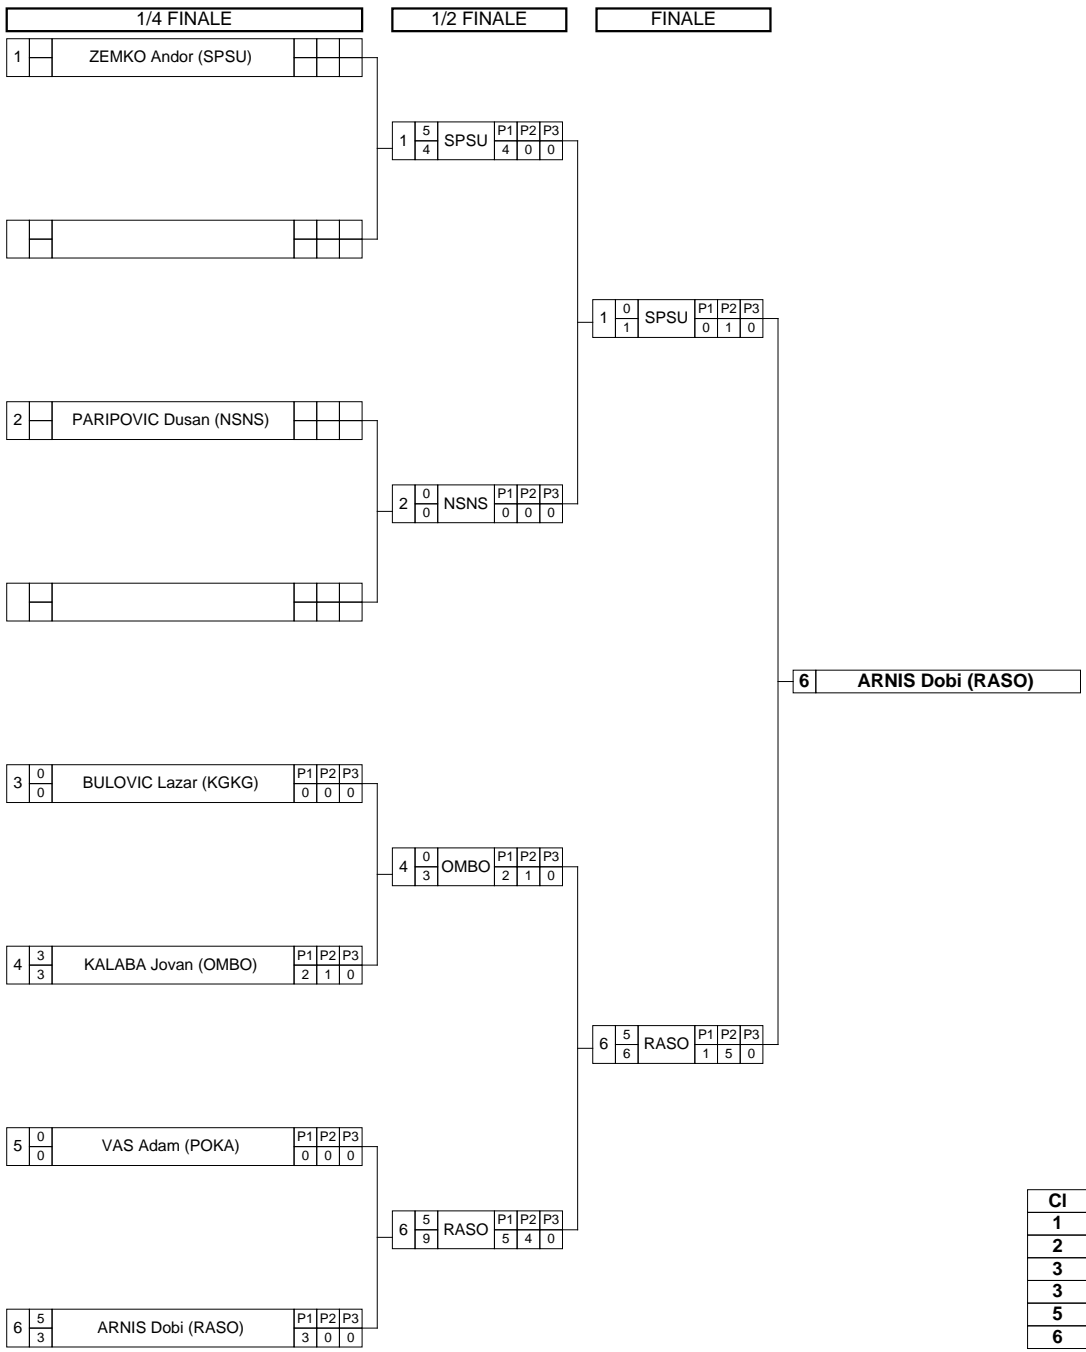 1/4 FINALE 1/2 FINALE FINALE
1 ZEMKO Andor (SPSU)
1 5 SPSU P1 P2 P3
4 4 0 0
1 0 SPSU P1 P2 P3
1 0 1 0
2 PARIPOVIC Dusan (NSNS)
2 0 NSNS P1 P2 P3
0 0 0 0
6 ARNIS Dobi (RASO)
3 0 BULOVIC Lazar (KGKG) P1 P2 P3
0 0 0 0
4 0 OMBO P1 P2 P3
3 2 1 0
4 3 KALABA Jovan (OMBO) P1 P2 P3
3 2 1 0
6 5 RASO P1 P2 P3
6 1 5 0
5 0 VAS Adam (POKA) P1 P2 P3
0 0 0 0
6 5 RASO P1 P2 P3
9 5 4 0
6 5 ARNIS Dobi (RASO) P1 P2 P3
3 3 0 0
Cl
1
2
3
3
5
6